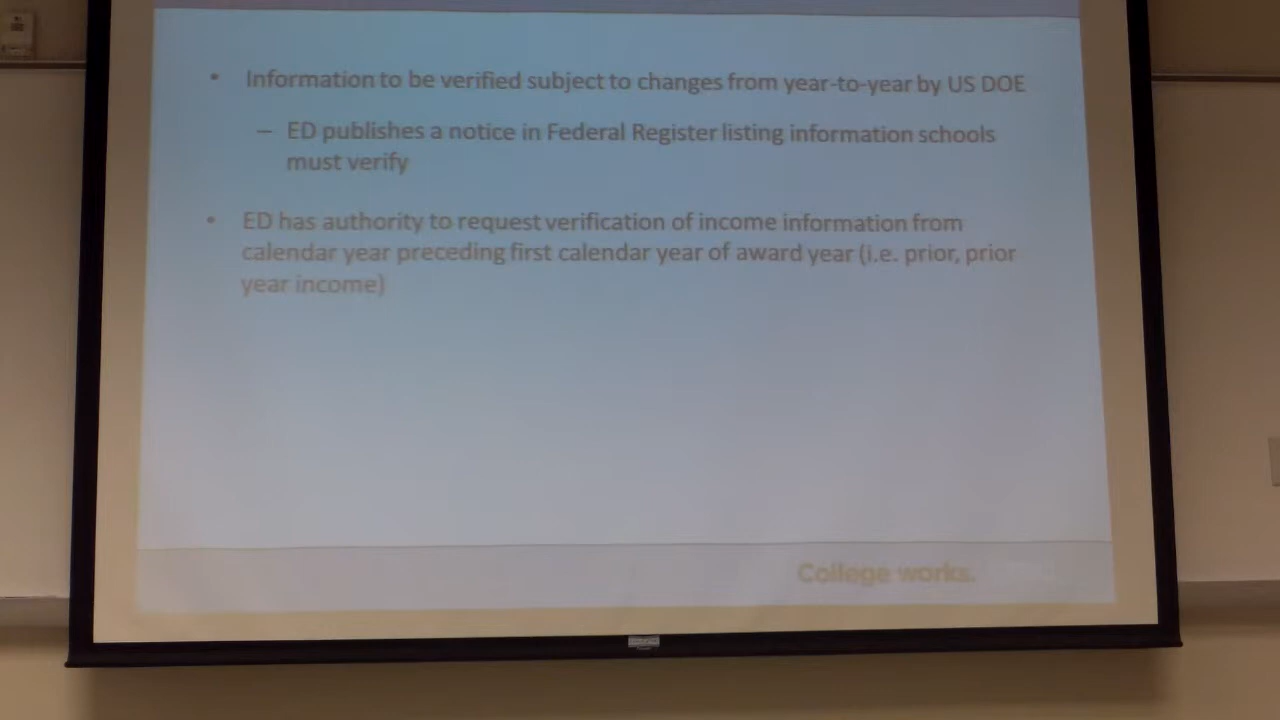 • Information to be verified subject to changes from year-to-year by US DOE
– ED publishes a notice in Federal Register listing information schools
must verify
• ED has authority to request verification of income information from
calendar year preceding first calendar year of award year (i.e. prior, prior
year income)
College works.